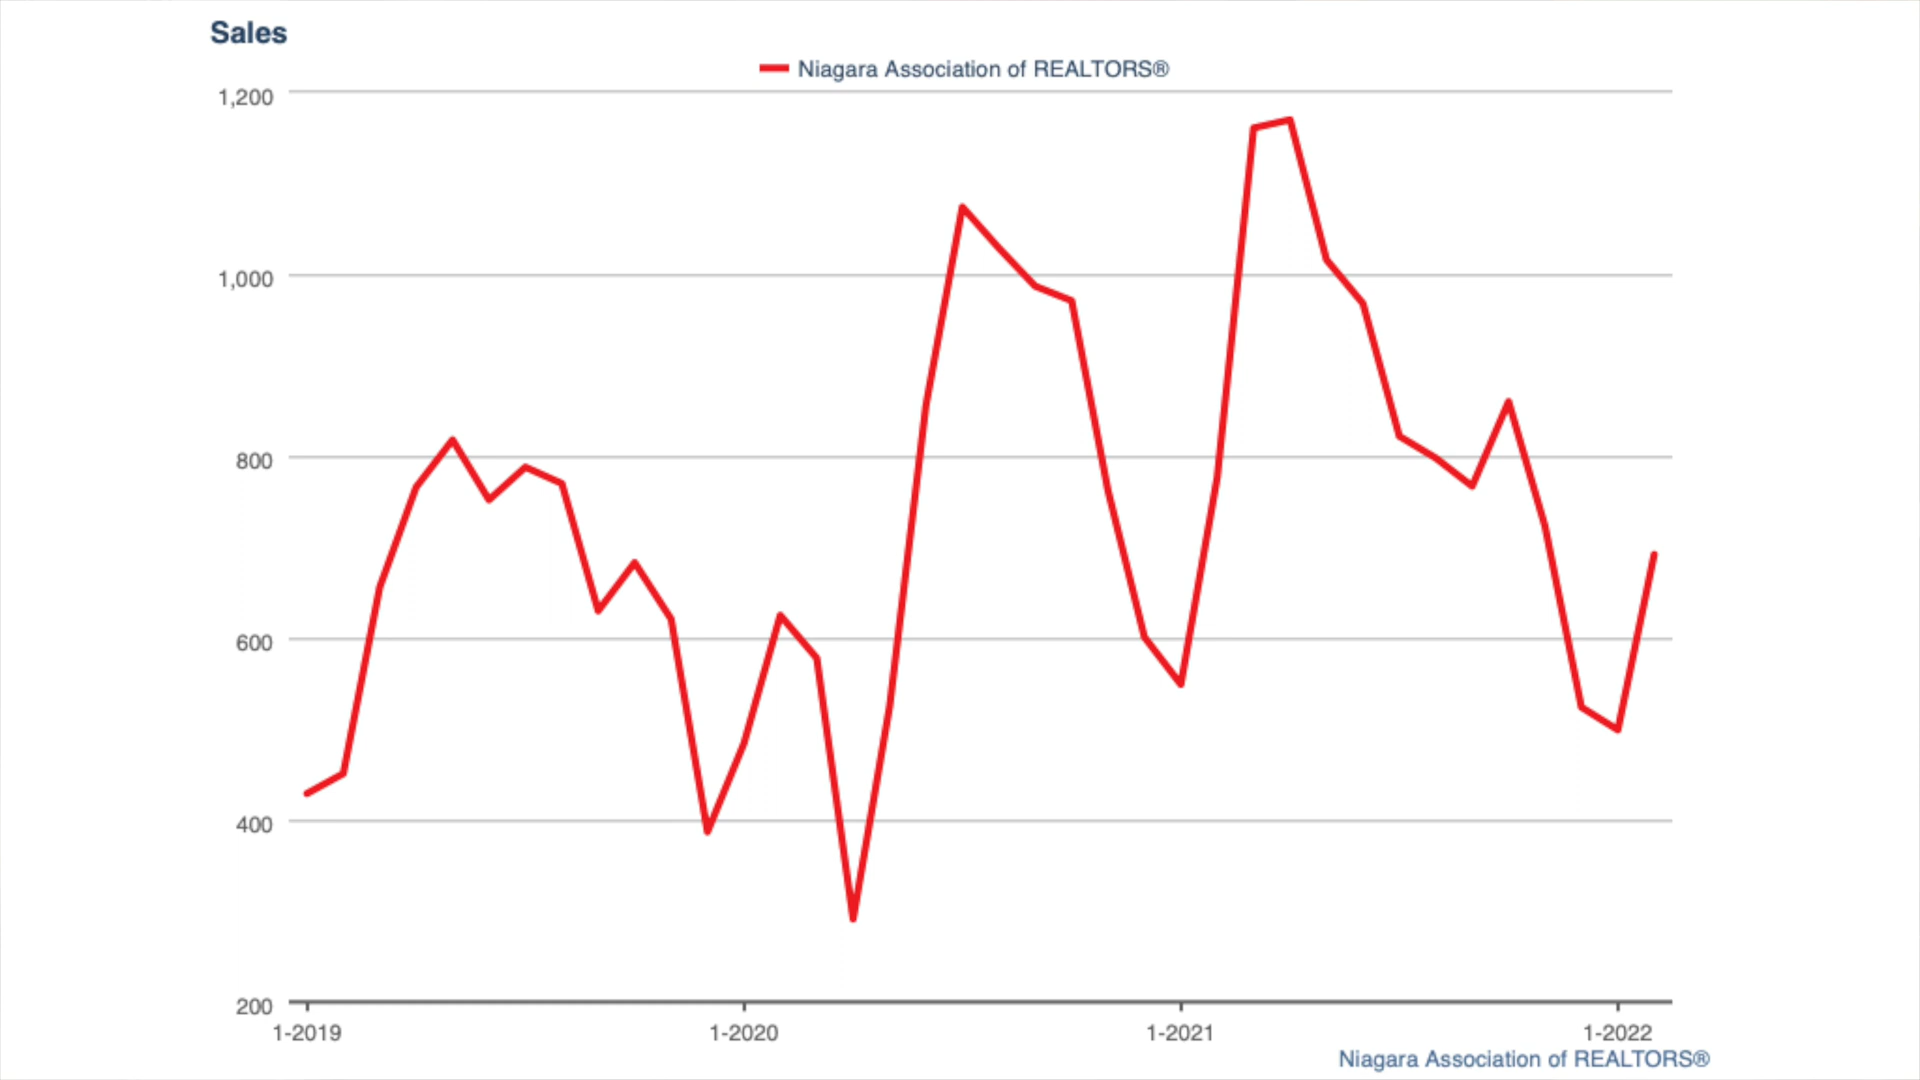 Sales
Niagara Association of REALTORS®
1,200
1,000
800
600
400
200
1-2019 1-2020 1-2021 1-2022
Niagara Association of REALTORS®